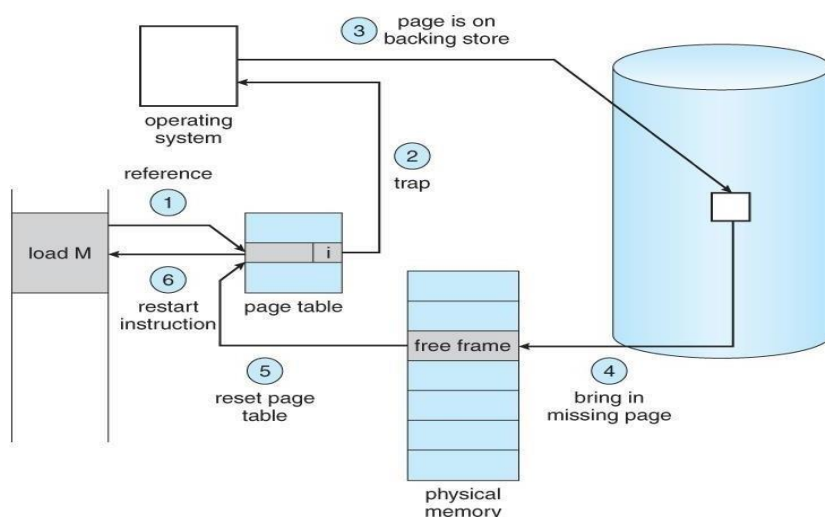 3
page is on
backing store
operating
system
2
trap
reference
1
load M
i
6
restart
instruction
page table
free frame
5
reset page
table
4
bring in
missing page
physical
memory